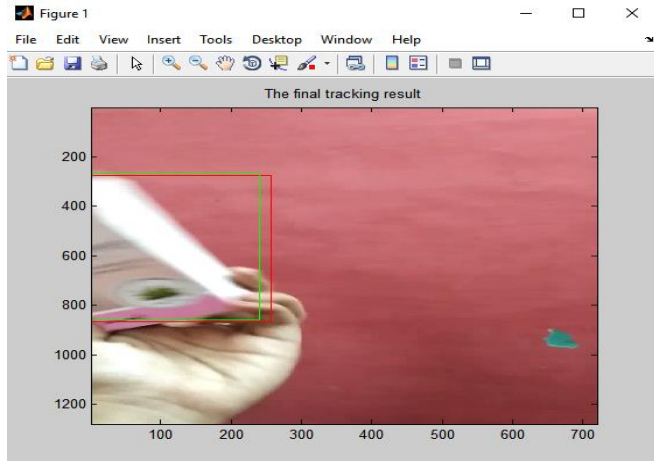 Figure 1
File Edit View Insert Tools Desktop Window Help
The final tracking result
200
400
600
800
1000
1200
100 200 300 400 500 600 700